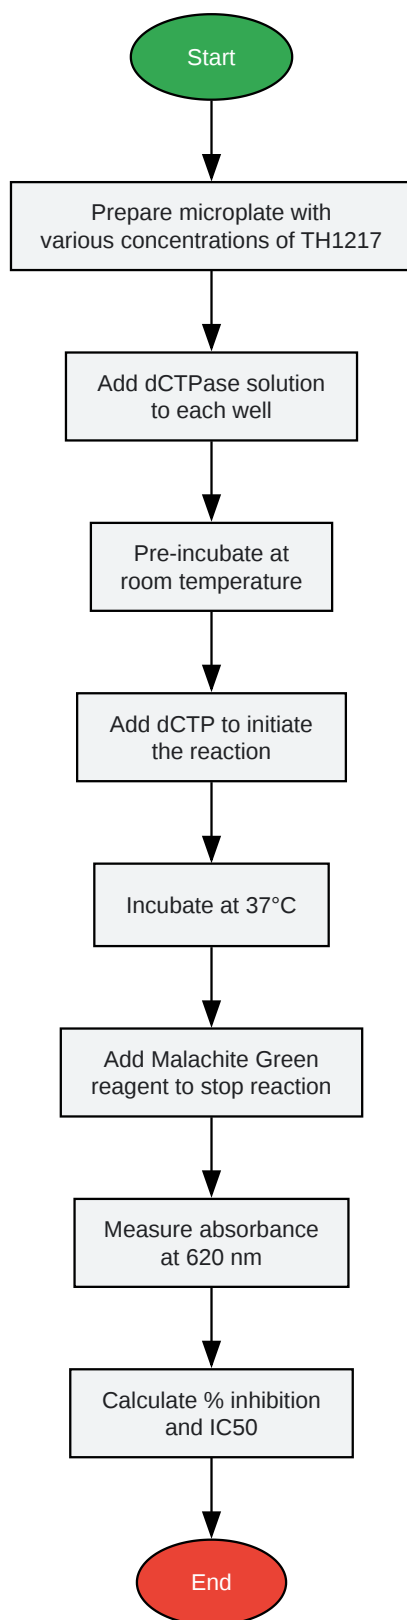 Start
Prepare microplate with
various concentrations of TH1217
Add dCTPase solution
to each well
Pre-incubate at
room temperature
Add dCTP to initiate
the reaction
Incubate at 37°C
Add Malachite Green
reagent to stop reaction
Measure absorbance
at 620 nm
Calculate % inhibition
and IC50
End